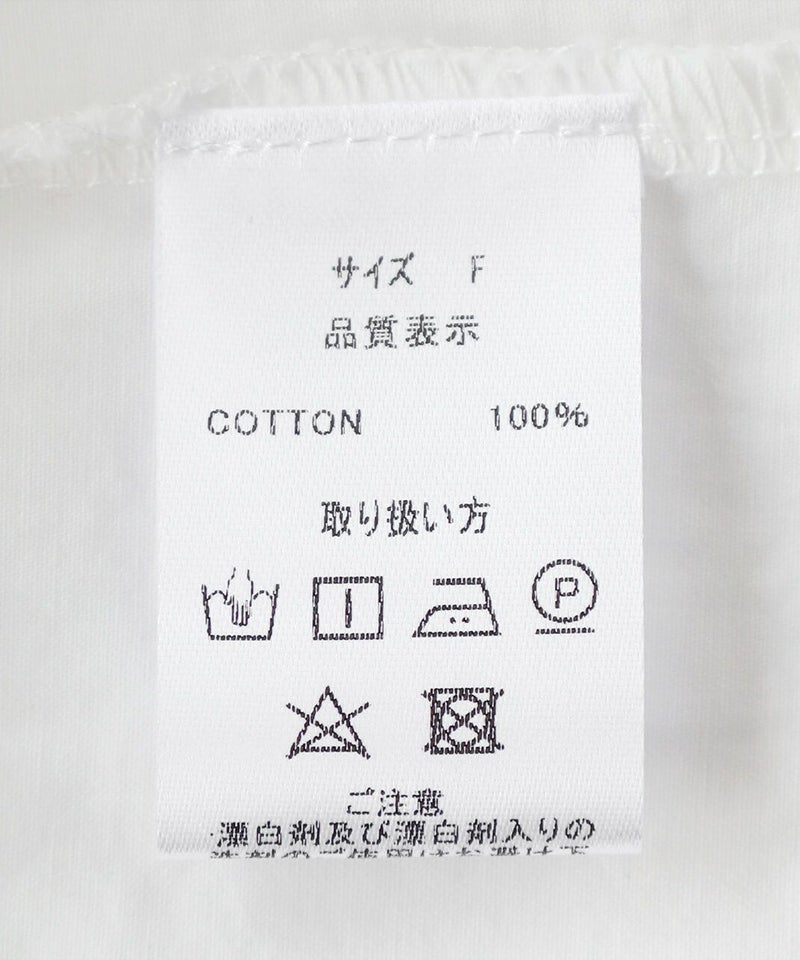 サイズ F
品質表示
COTTON 100%
取り扱い方
P
ご注意
・漂白剤及び漂白剤入りの